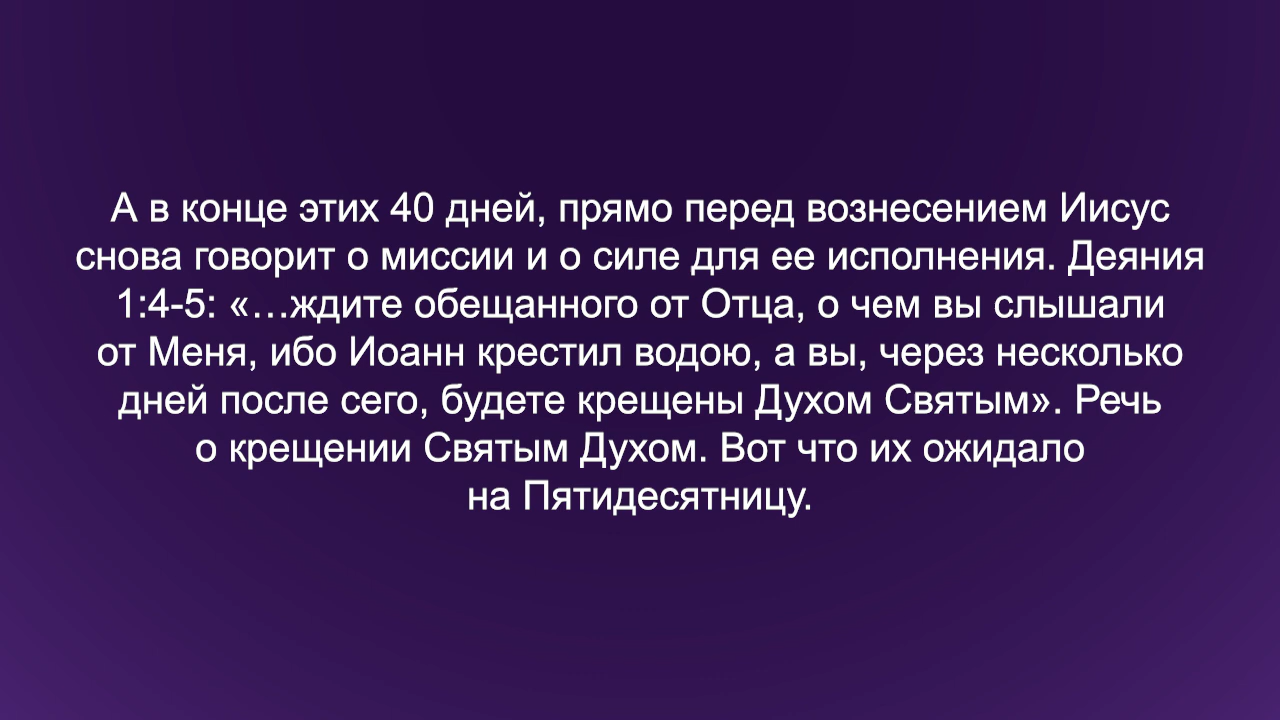 А в конце этих 40 дней, прямо перед вознесением Иисус
снова говорит о миссии и о силе для ее исполнения. Деяния
1:4-5: «…ждите обещанного от Отца, о чем вы слышали
от Меня, ибо Иоанн крестил водою, а вы, через несколько
дней после сего, будете крещены Духом Святым». Речь
о крещении Святым Духом. Вот что их ожидало
на Пятидесятницу.